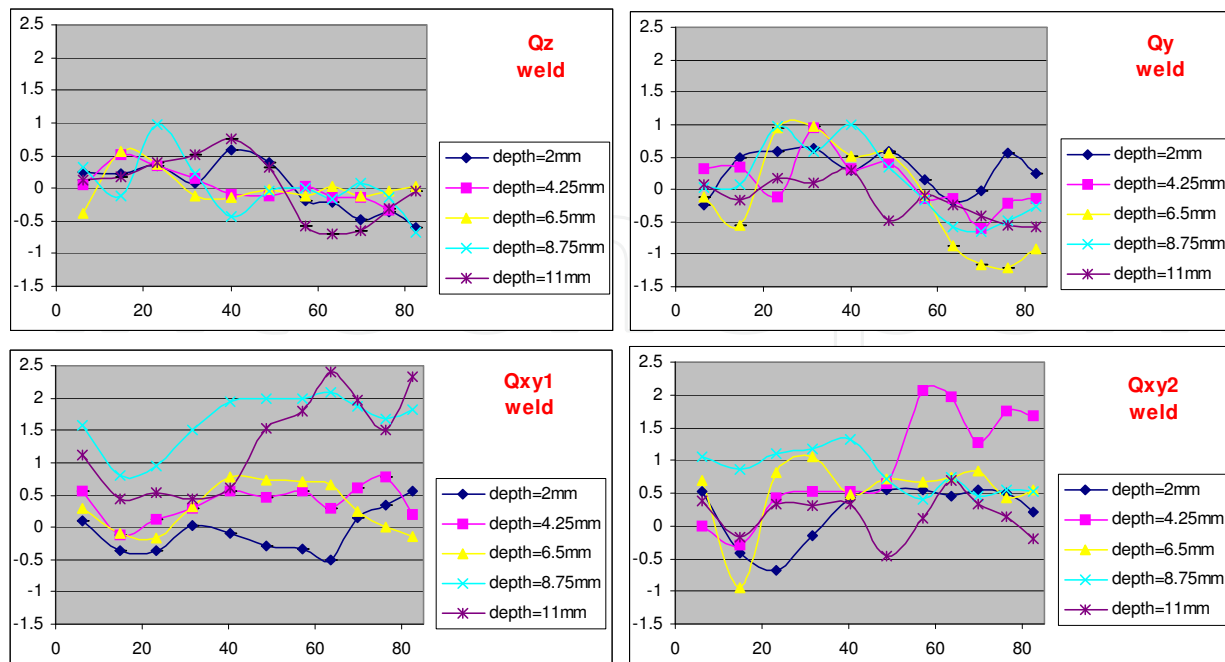 2.5
2
1.5
1
0.5
0
-0.5
-1
-1.5
0 20 40 60 80
Qz
weld
depth=2mm
depth=4.25mm
depth=6.5mm
depth=8.75mm
depth=11mm
2.5
2
1.5
1
0.5
0
-0.5
-1
-1.5
0 20 40 60 80
Qy
weld
depth=2mm
depth=4.25mm
depth=6.5mm
depth=8.75mm
depth=11mm
2.5
2
1.5
1
0.5
0
-0.5
-1
-1.5
0 20 40 60 80
Qxy1
weld
depth=2mm
depth=4.25mm
depth=6.5mm
depth=8.75mm
depth=11mm
2.5
2
1.5
1
0.5
0
-0.5
-1
-1.5
0 20 40 60 80
Qxy2
weld
depth=2mm
depth=4.25mm
depth=6.5mm
depth=8.75mm
depth=11mm